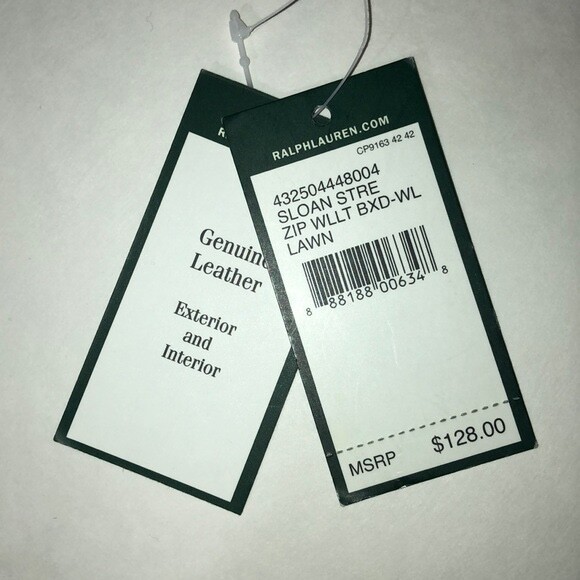 RALPHLAUREN.COM
CP9163 42 42
432504448004
SLOAN STRE
ZIP WLLT BXD-WL
LAWN
8 88188 00634 8
MSRP $128.00
R
Genuine
Leather
Exterior
and
Interior